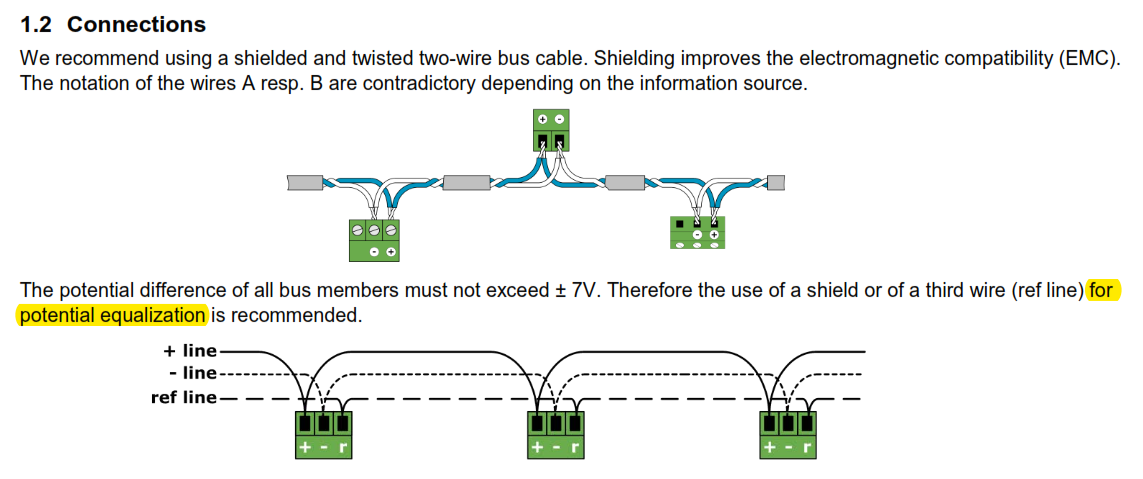 1.2 Connections
We recommend using a shielded and twisted two-wire bus cable. Shielding improves the electromagnetic compatibility (EMC).
The notation of the wires A resp. B are contradictory depending on the information source.
+ -
- +
- +
The potential difference of all bus members must not exceed ± 7V. Therefore the use of a shield or of a third wire (ref line) for
potential equalization is recommended.
+ line
- line
ref line
+ - r + - r + - r